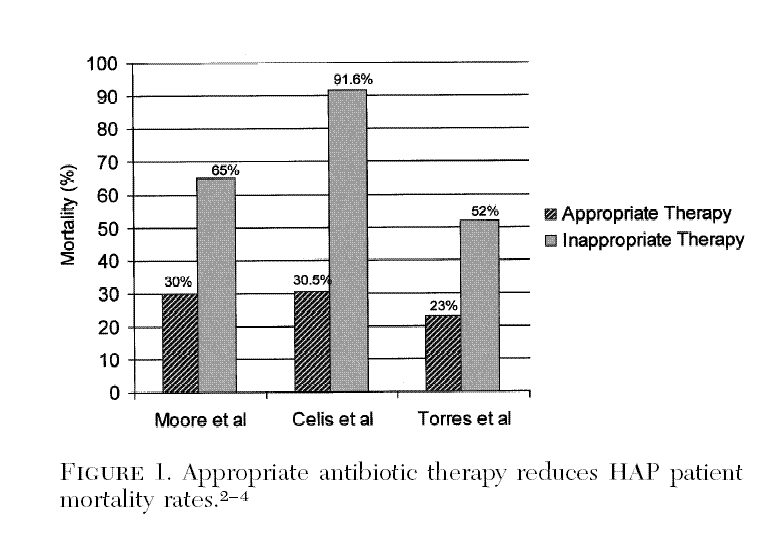 100
90
80
70
60
50
40
30
20
10
0
Mortality (%)
30%
65%
30.5%
91.6%
23%
52%
Moore et al
Celis et al
Torres et al
Appropriate Therapy
Inappropriate Therapy
FIGURE 1. Appropriate antibiotic therapy reduces HAP patient
mortality rates.2–4